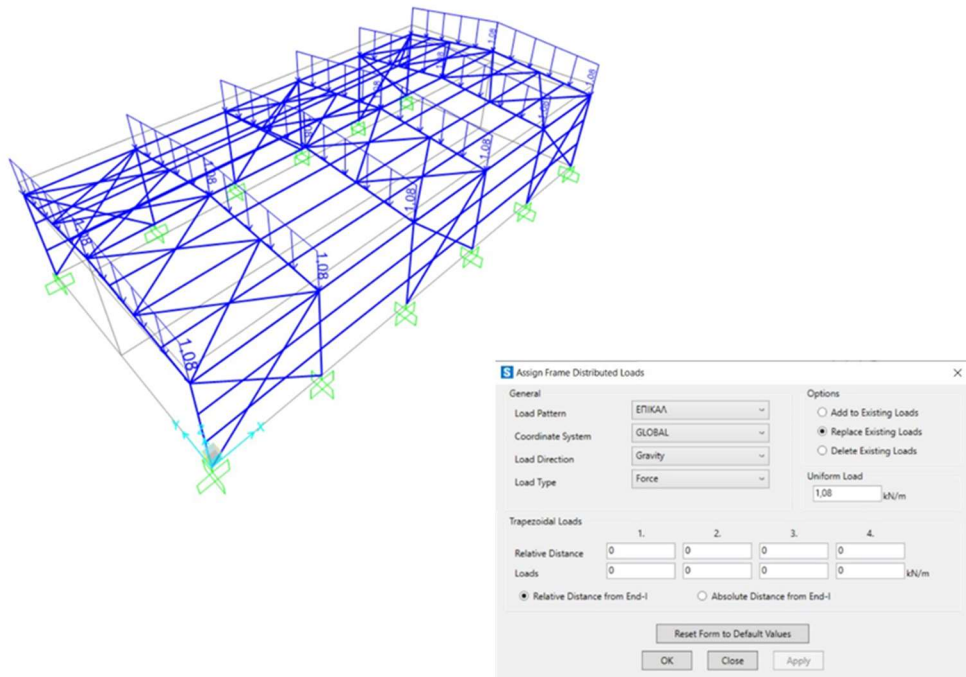 1.08
1.08
1.08
1.08
1.08
1.08
1.08
1.08
1.08
S Assign Frame Distributed Loads
General
Load Pattern ΕΠΙΚΑΛ
Coordinate System GLOBAL
Load Direction Gravity
Load Type Force
Options
Add to Existing Loads
Replace Existing Loads
Delete Existing Loads
Uniform Load
1,08 kN/m
Trapezoidal Loads
1. 2. 3. 4.
Relative Distance 0 0 0 0
Loads 0 0 0 0 kN/m
Relative Distance from End-I Absolute Distance from End-I
Reset Form to Default Values
OK Close Apply